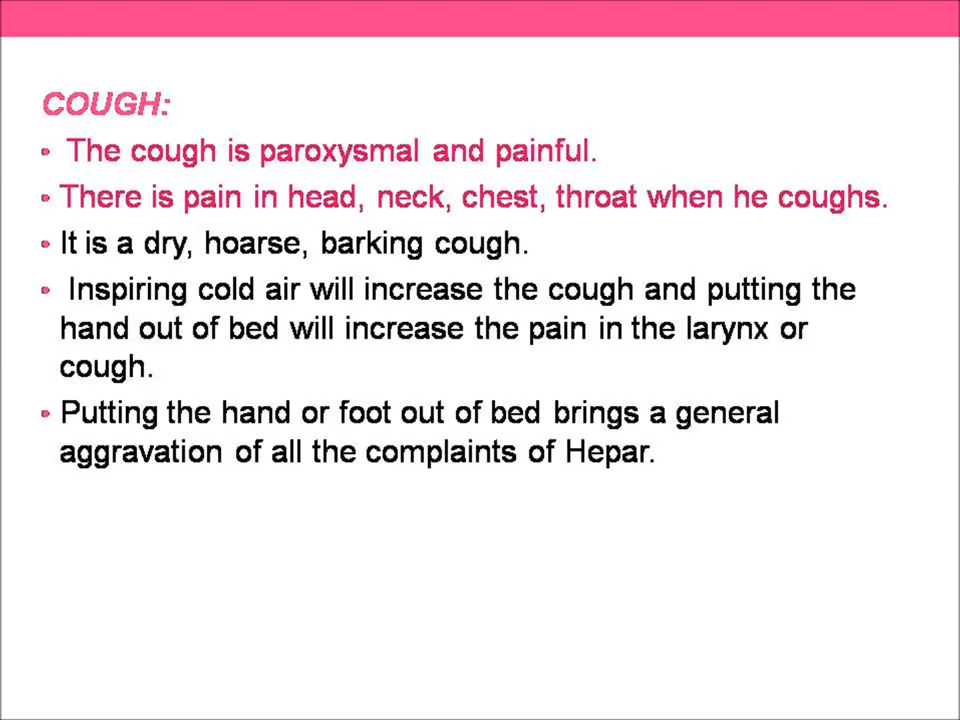 COUGH:
• The cough is paroxysmal and painful.
• There is pain in head, neck, chest, throat when he coughs.
• It is a dry, hoarse, barking cough.
• Inspiring cold air will increase the cough and putting the
hand out of bed will increase the pain in the larynx or
cough.
• Putting the hand or foot out of bed brings a general
aggravation of all the complaints of Hepar.